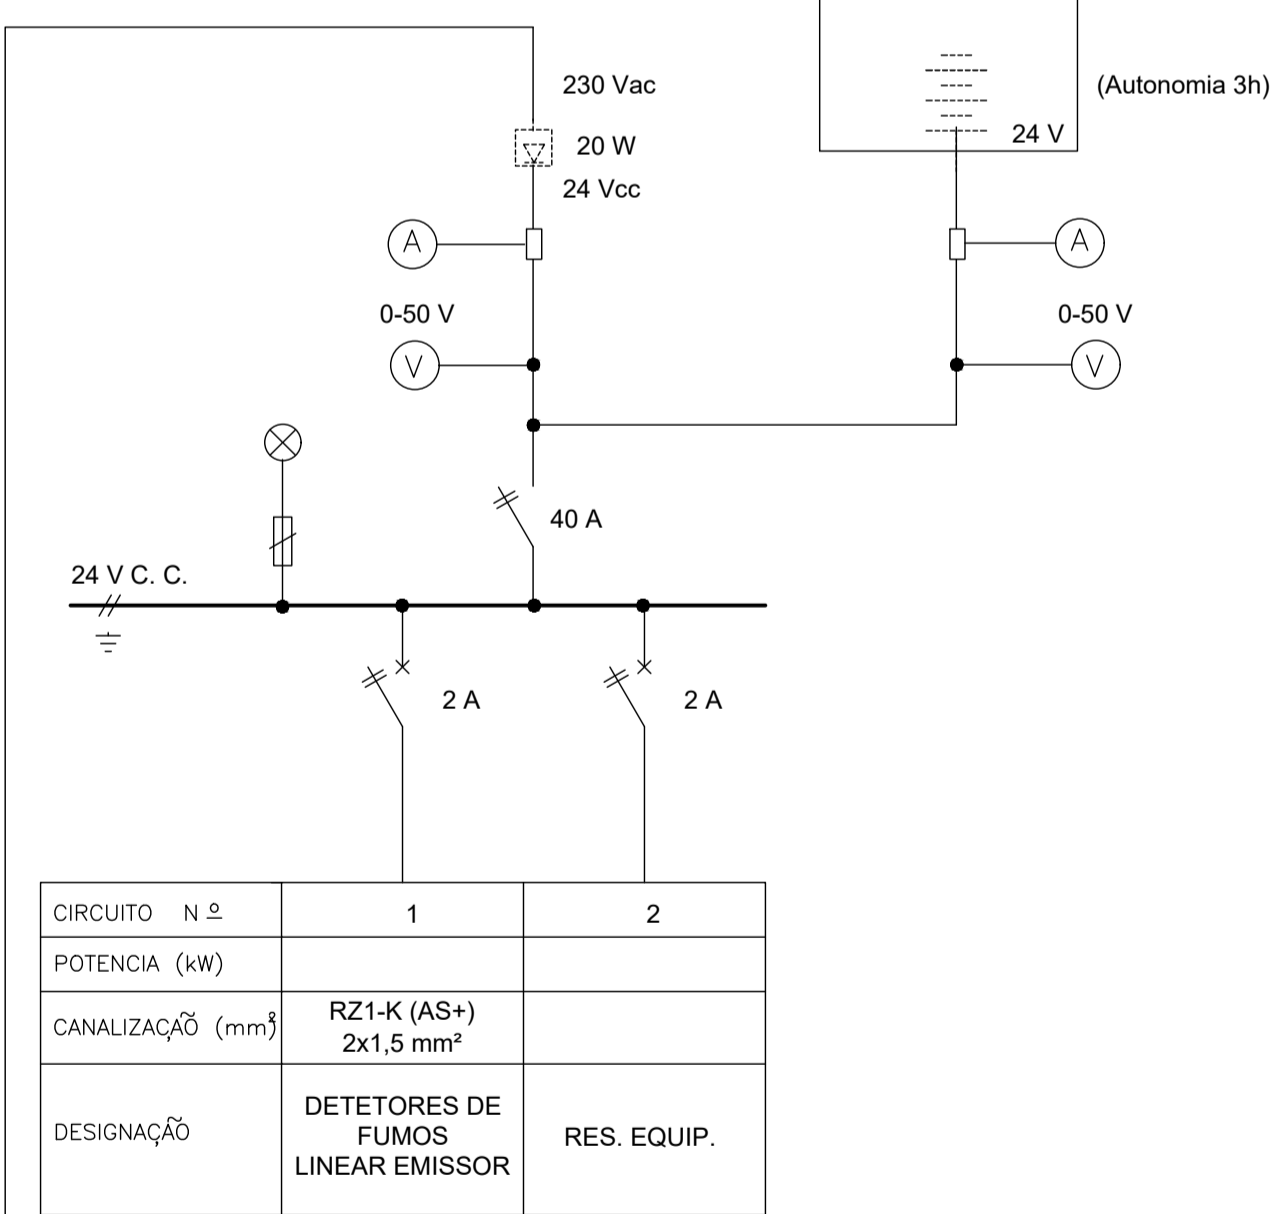 230 Vac
(Autonomia 3h)
20 W
24 V
24 Vcc
A
A
0-50 V
0-50 V
V
V
40 A
24 V C. C.
2 A
2 A
CIRCUITO Nº
1
2
POTENCIA (kW)
CANALIZAÇÃO (mm²)
RZ1-K (AS+)
2x1,5 mm²
DESIGNAÇÃO
DETETORES DE
FUMOS
LINEAR EMISSOR
RES. EQUIP.